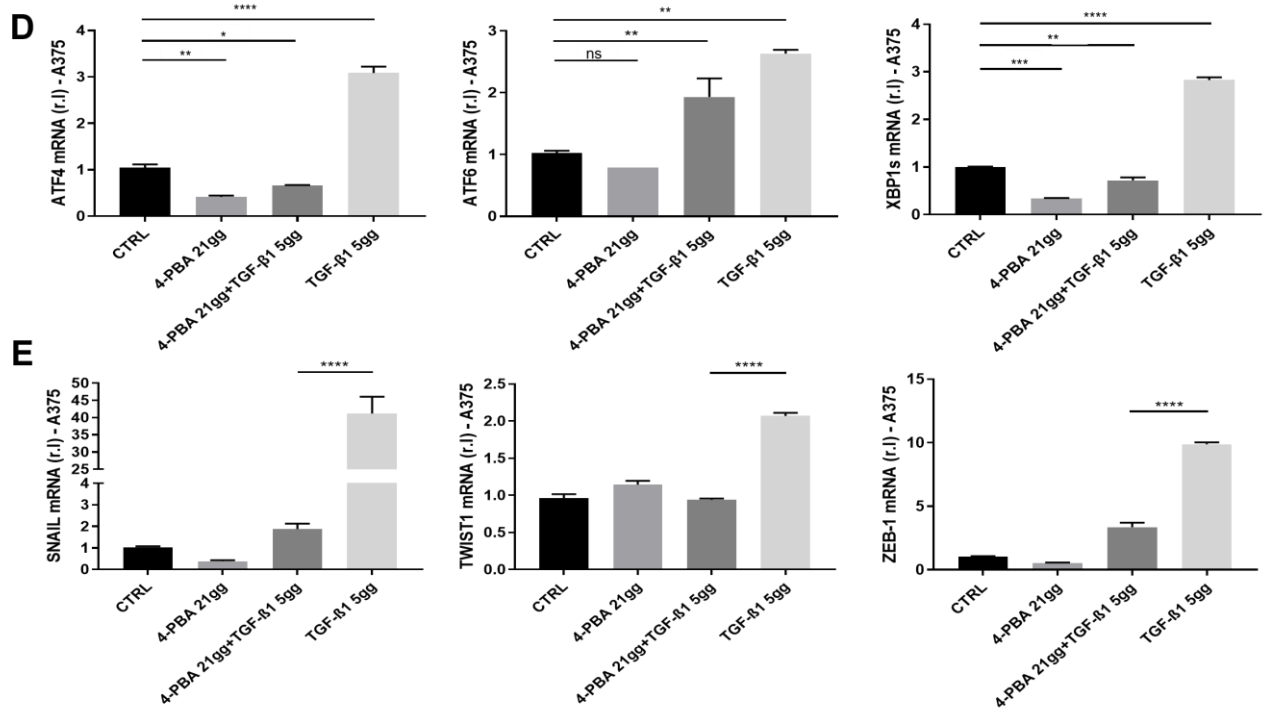 D
ATF4 mRNA (r.l) - A375
4
3
2
1
0
****
*
**
CTRL
4-PBA 21gg
4-PBA 21gg+TGF-β1 5gg
TGF-β1 5gg
ATF6 mRNA (r.l) - A375
3
2
1
0
**
**
ns
CTRL
4-PBA 21gg
4-PBA 21gg+TGF-β1 5gg
TGF-β1 5gg
XBP1s mRNA (r.l) - A375
4
3
2
1
0
****
**
***
CTRL
4-PBA 21gg
4-PBA 21gg+TGF-β1 5gg
TGF-β1 5gg
E
SNAIL mRNA (r.l) - A375
50
45
40
35
30
25
4
3
2
1
0
****
CTRL
4-PBA 21gg
4-PBA 21gg+TGF-β1 5gg
TGF-β1 5gg
TWIST1 mRNA (r.l) - A375
2.5
2.0
1.5
1.0
0.5
0.0
****
CTRL
4-PBA 21gg
4-PBA 21gg+TGF-β1 5gg
TGF-β1 5gg
ZEB-1 mRNA (r.l) - A375
15
10
5
0
****
CTRL
4-PBA 21gg
4-PBA 21gg+TGF-β1 5gg
TGF-β1 5gg